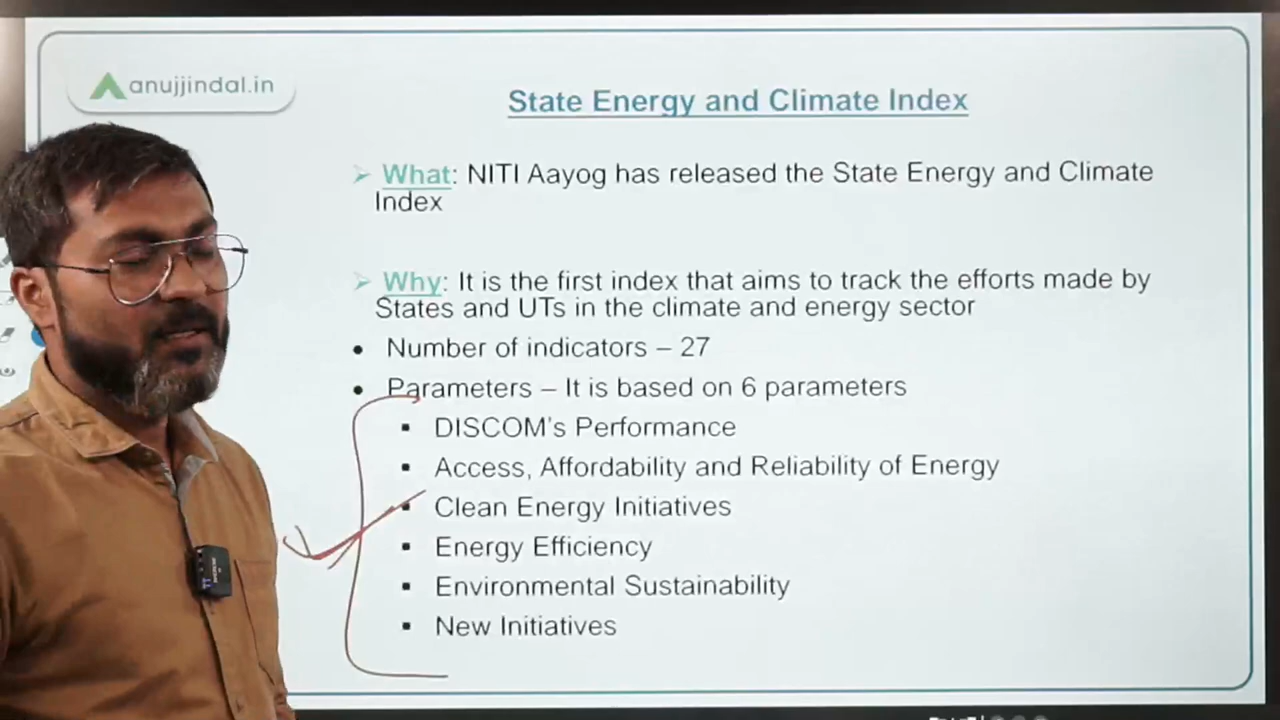 anujjindal.in
State Energy and Climate Index
➢ What: NITI Aayog has released the State Energy and Climate
Index
➢ Why: It is the first index that aims to track the efforts made by
States and UTs in the climate and energy sector
• Number of indicators – 27
• Parameters – It is based on 6 parameters
▪ DISCOM's Performance
▪ Access, Affordability and Reliability of Energy
▪ Clean Energy Initiatives
▪ Energy Efficiency
▪ Environmental Sustainability
▪ New Initiatives